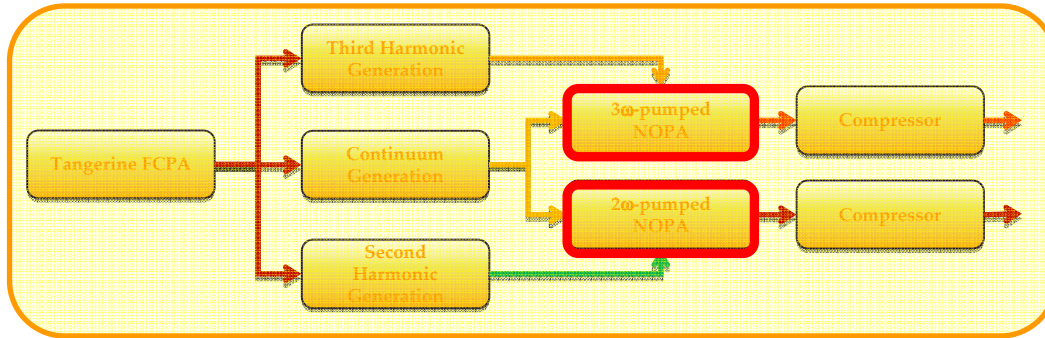 Third Harmonic
Generation
3ω-pumped
NOPA
Compressor
Tangerine FCPA
Continuum
Generation
2ω-pumped
NOPA
Compressor
Second
Harmonic
Generation